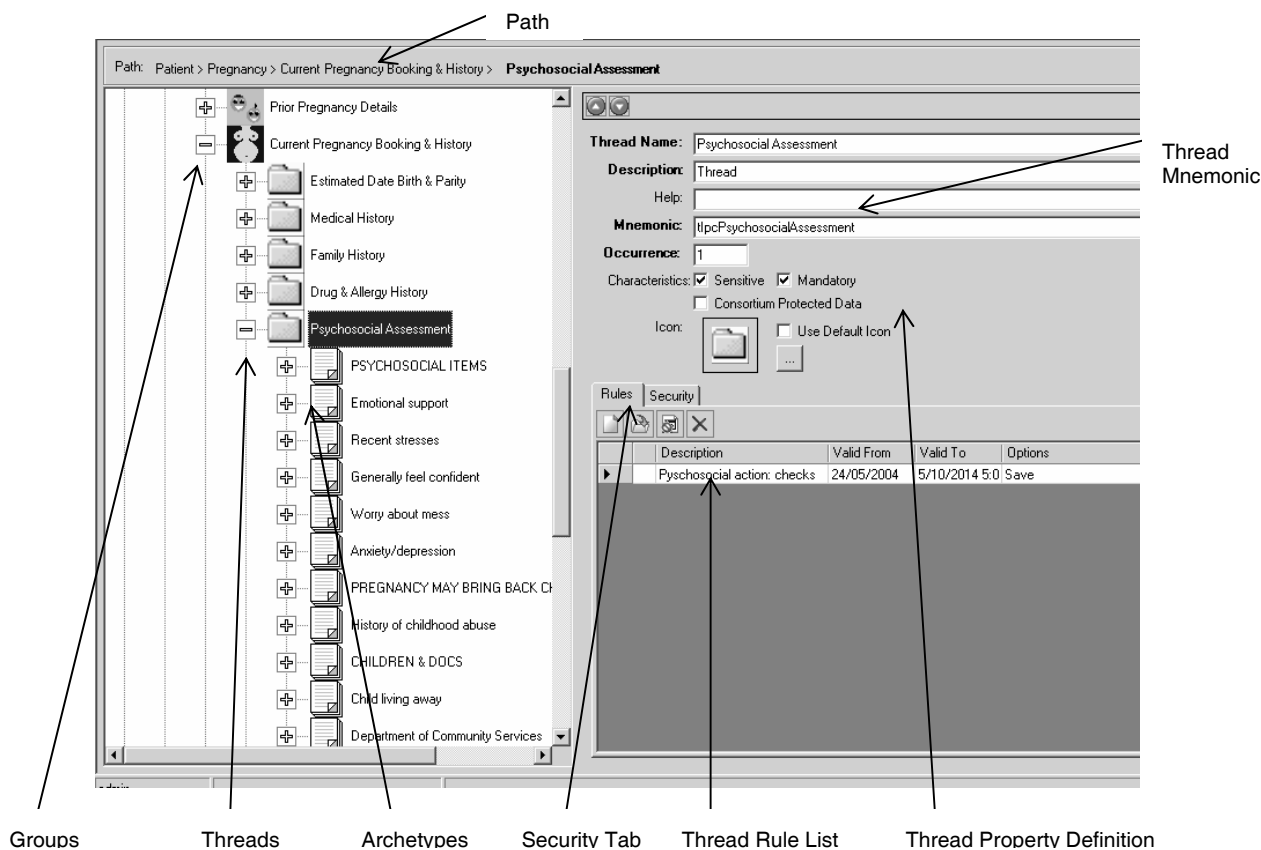 Path
Path: Patient > Pregnancy > Current Pregnancy Booking & History > Psychosocial Assessment
Prior Pregnancy Details
Current Pregnancy Booking & History
Estimated Date Birth & Parity
Medical History
Family History
Drug & Allergy History
Psychosocial Assessment
PSYCHOSOCIAL ITEMS
Emotional support
Recent stresses
Generally feel confident
Worry about mess
Anxiety/depression
PREGNANCY MAY BRING BACK
History of childhood abuse
CHILDREN & DOCS
Child living away
Department of Community Services
Thread Name: Psychosocial Assessment
Description: Thread
Help:
Mnemonic: tlpcPsychosocialAssessment
Occurrence: 1
Characteristics: Sensitive Mandatory
Consortium Protected Data
Icon: Use Default Icon
...
Rules Security
Description Valid From Valid To Options
Pyschosocial action: checks 24/05/2004 5/10/2014 5:0 Save
Thread
Mnemonic
Groups Threads Archetypes Security Tab Thread Rule List Thread Property Definition